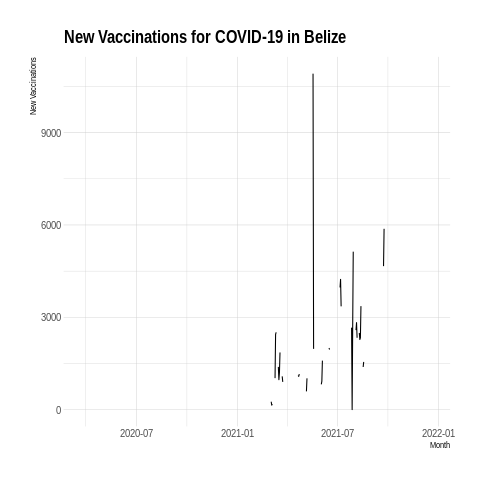 New Vaccinations for COVID-19 in Belize
New Vaccinations
9000
6000
3000
0
2020-07
2021-01
2021-07
2022-01
Month